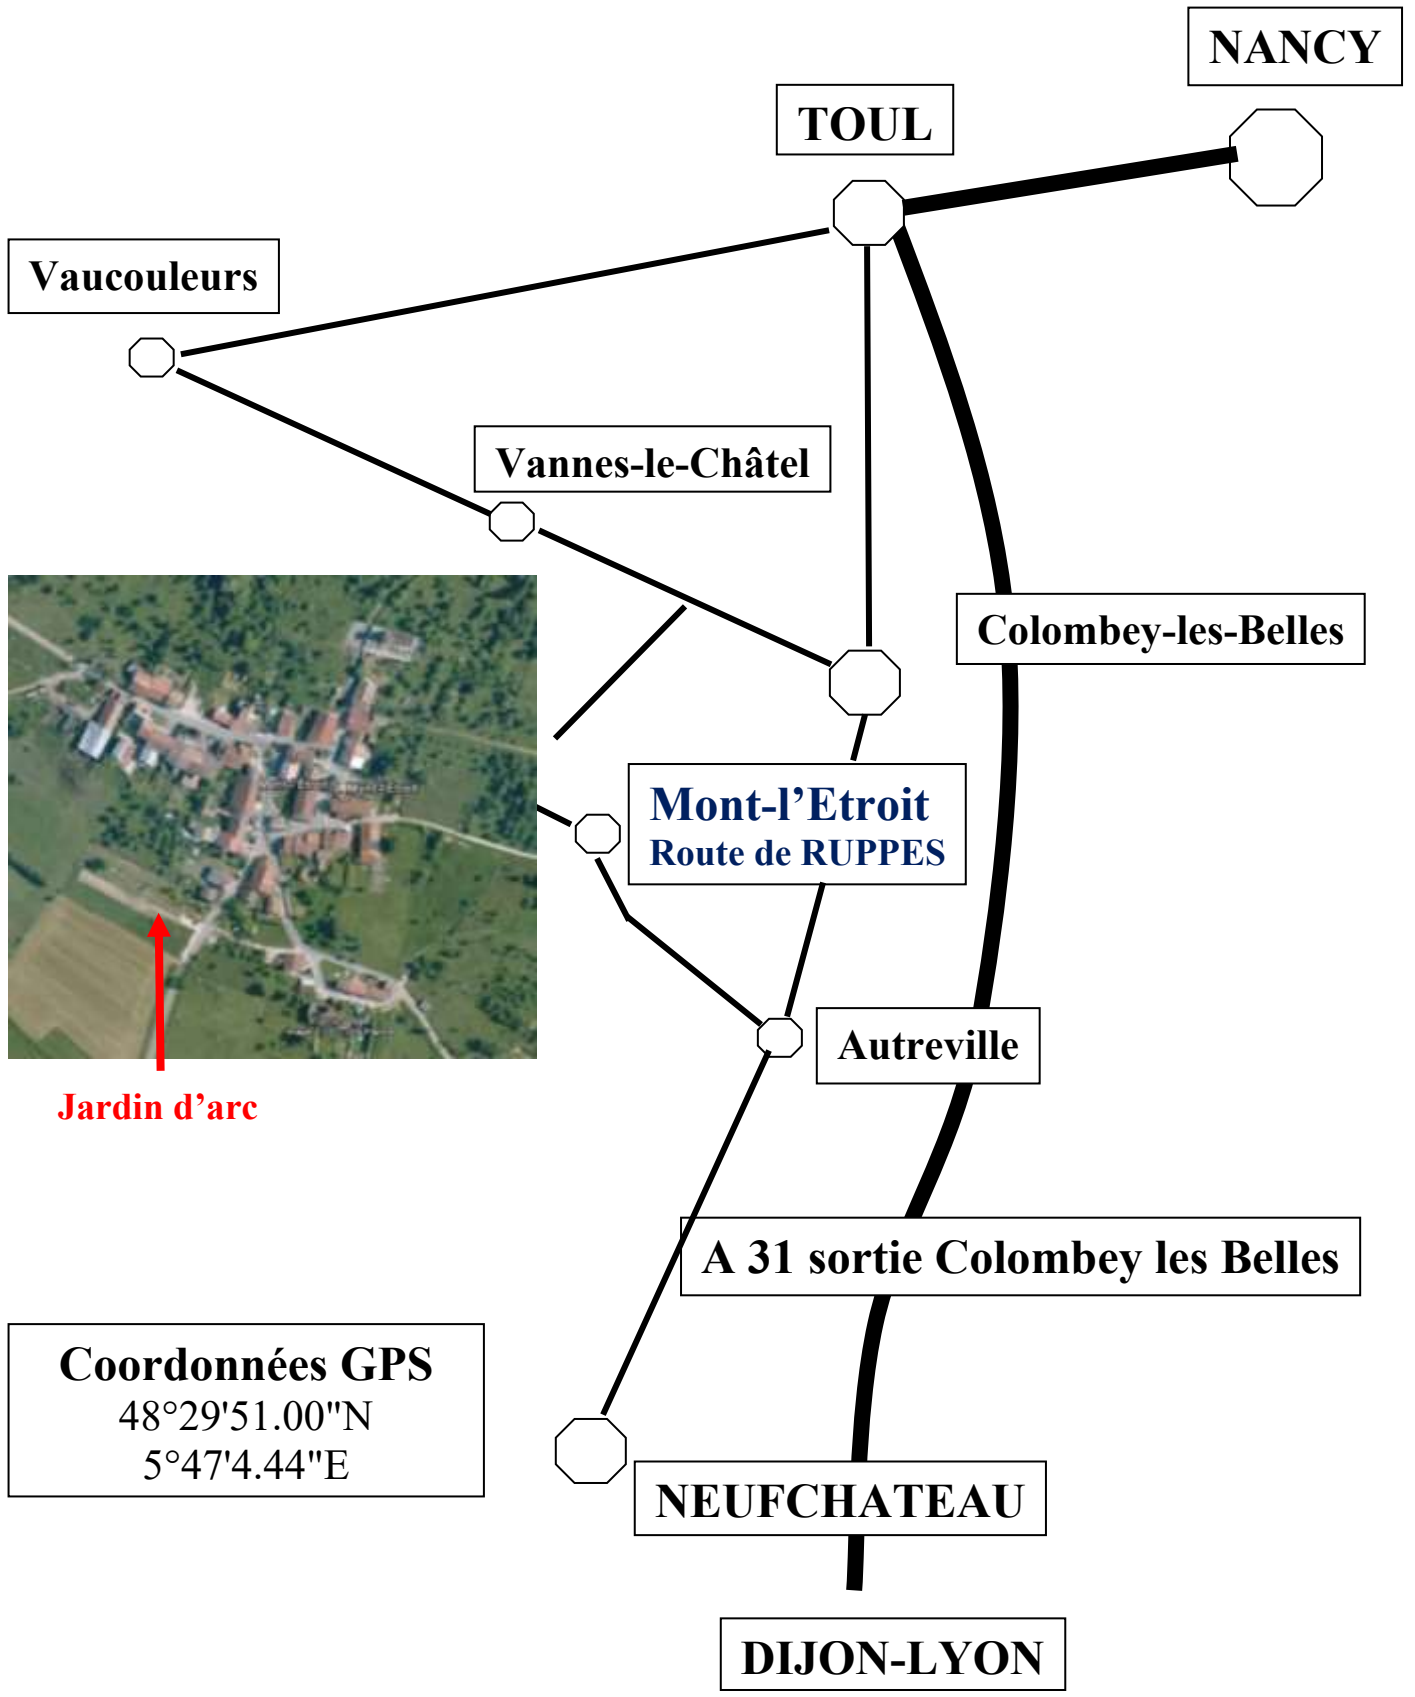 NANCY
TOUL
Vaucouleurs
Vannes-le-Châtel
Colombey-les-Belles
Mont-l’Etroit
Route de RUPPES
Autreville
Jardin d’arc
A 31 sortie Colombey les Belles
Coordonnées GPS
48°29'51.00"N
5°47'4.44"E
NEUFCHATEAU
DIJON-LYON